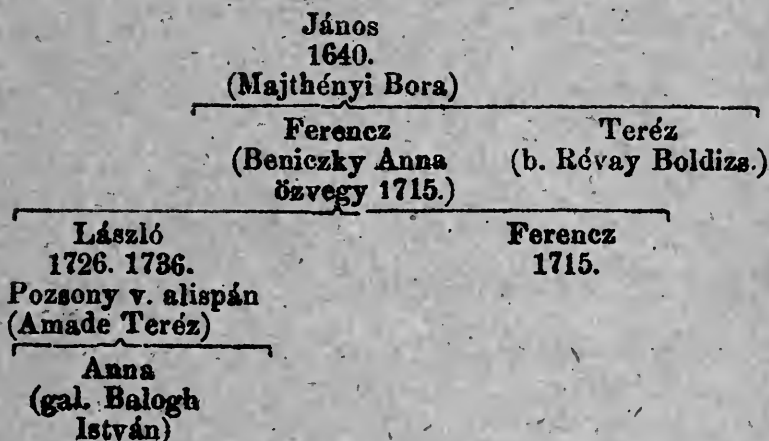 János
1640.
(Majthényi Bora)
Ferencz Teréz
(Beniczky Anna (b. Révay Boldizs.)
özvegy 1715.)
László Ferencz
1726. 1736. 1715.
Pozsony v. alispán
(Amade Teréz)
Anna
(gal. Balogh
István)